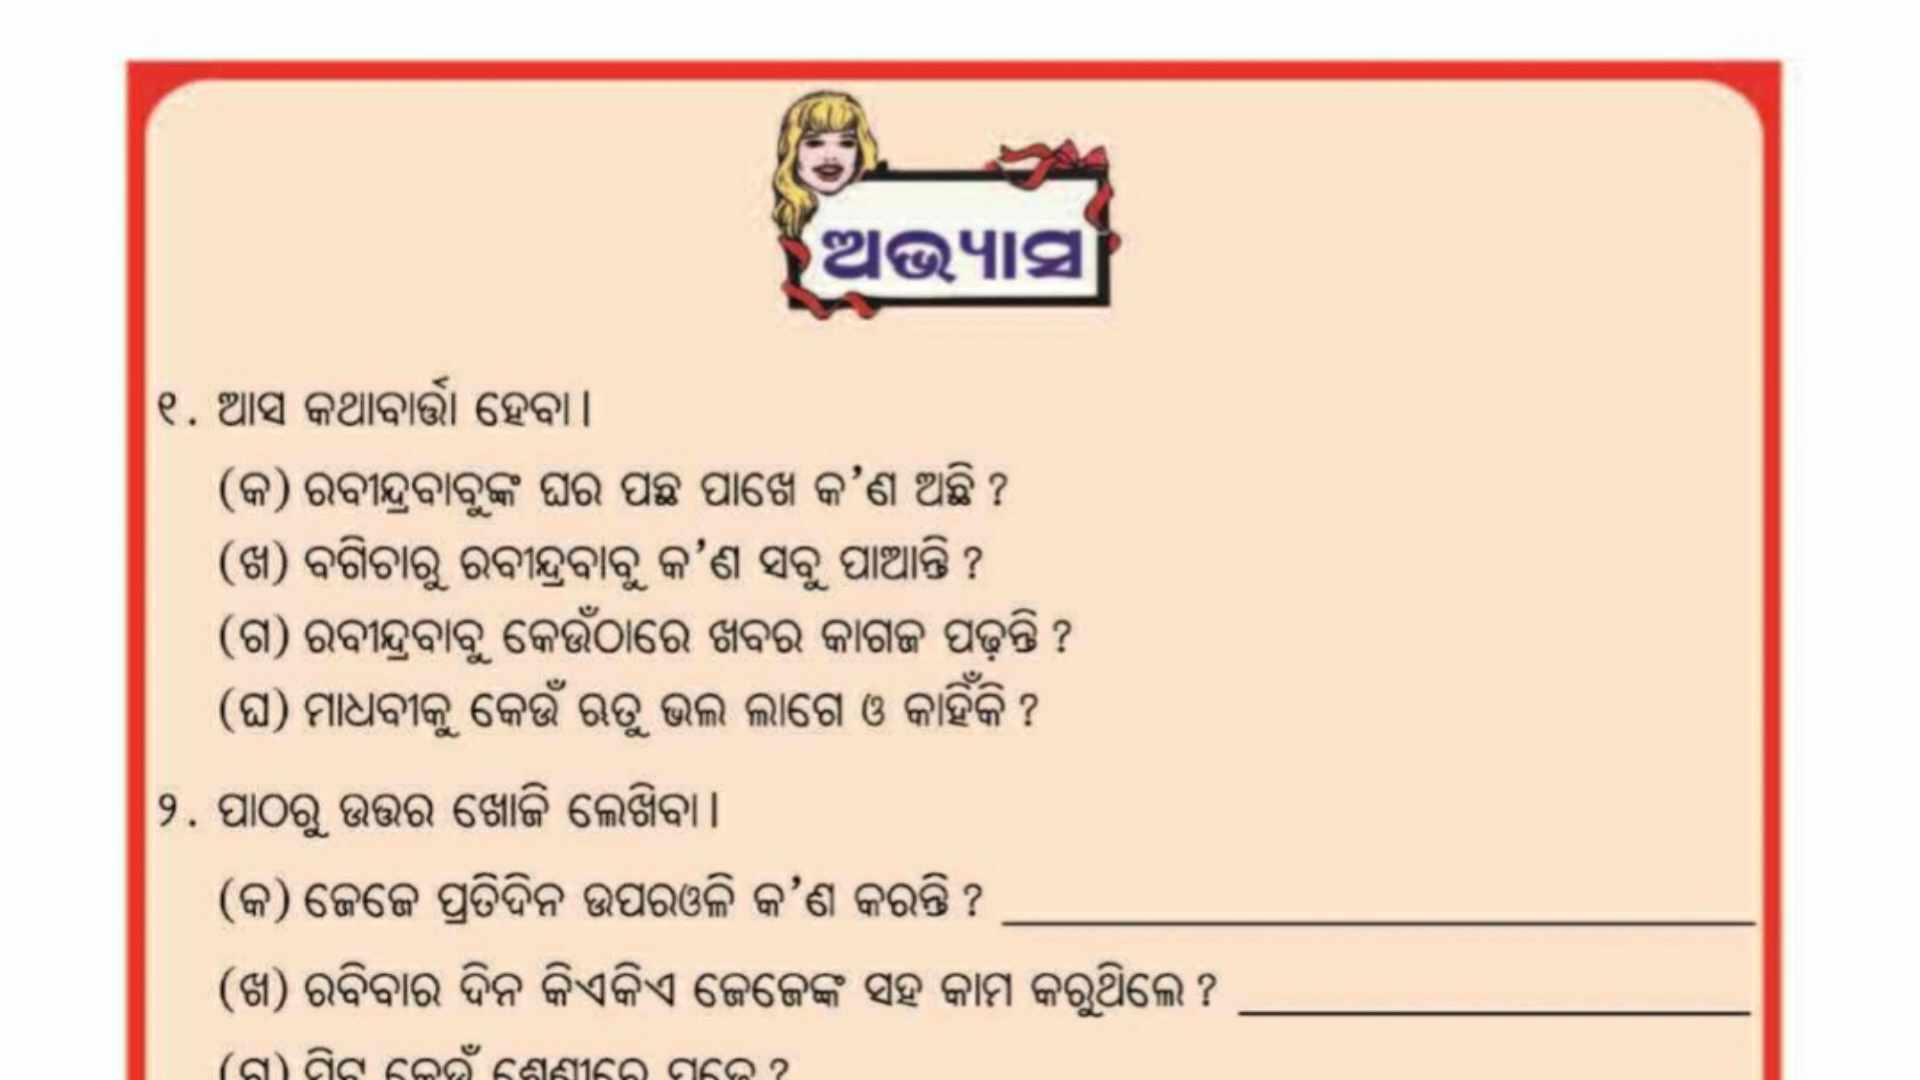 ଅଭ୍ୟାସ
୧. ଆସ କଥାବାର୍ତ୍ତା ହେବା।
(କ) ରବୀନ୍ଦ୍ରବାବୁଙ୍କ ଘର ପଛ ପାଖେ କ'ଣ ଅଛି ?
(ଖ) ବଗିଚାରୁ ରବୀନ୍ଦ୍ରବାବୁ କ'ଣ ସବୁ ପାଆନ୍ତି ?
(ଗ) ରବୀନ୍ଦ୍ରବାବୁ କେଉଁଠାରେ ଖବର କାଗଜ ପଢ଼ନ୍ତି ?
(ଘ) ମାଧବୀକୁ କେଉଁ ଋତୁ ଭଲ ଲାଗେ ଓ କାହିଁକି ?
୨. ପାଠରୁ ଉତ୍ତର ଖୋଜି ଲେଖିବା।
(କ) ଜେଜେ ପ୍ରତିଦିନ ଉପରଓଳି କ'ଣ କରନ୍ତି ?
(ଖ) ରବିବାର ଦିନ କିଏକିଏ ଜେଜେଙ୍କ ସହ କାମ କରୁଥିଲେ ?
(ଗ) କେଉଁ ଶ୍ରେଣୀରେ ପଢ଼େ ?